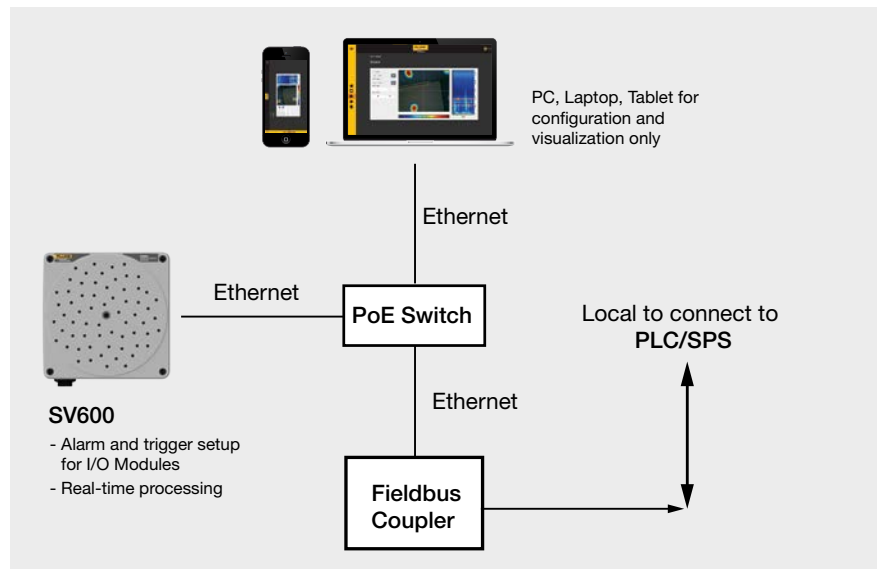 PC, Laptop, Tablet for
configuration and
visualization only
Ethernet
Ethernet
PoE Switch
Local to connect to
PLC/SPS
SV600
- Alarm and trigger setup
for I/O Modules
- Real-time processing
Ethernet
Fieldbus
Coupler